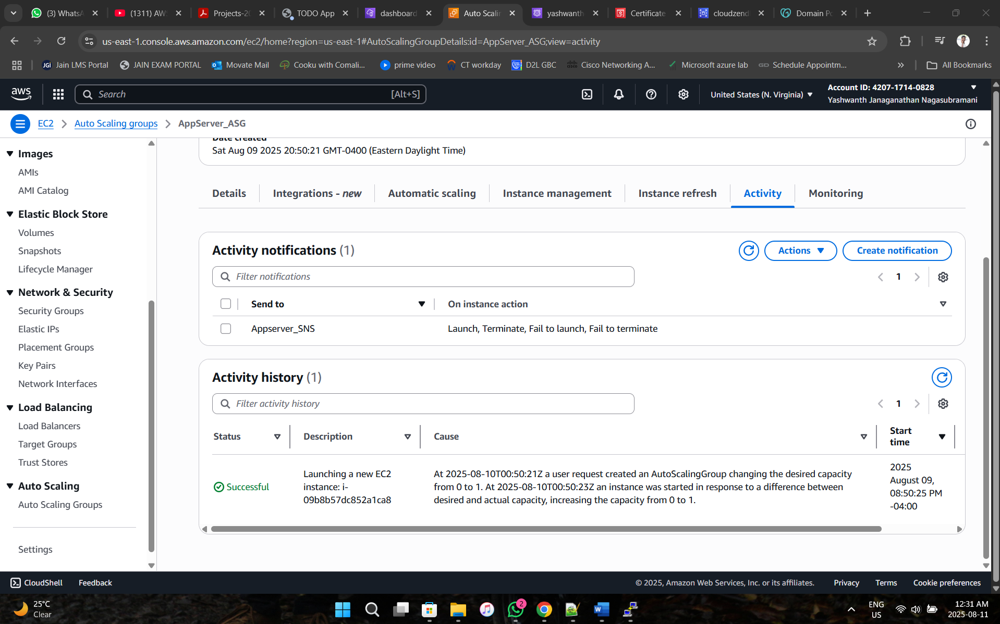 (3) WhatsA
(1311) AW
Projects-20
TODO App
dashboard
Auto Scalin
yashwanth
Certificate
cloudzend
Domain Po
us-east-1.console.aws.amazon.com/ec2/home?region=us-east-1#AutoScalingGroupDetails:id=AppServer_ASG;view=activity
JGI Jain LMS Portal
JAIN EXAM PORTAL
Movate Mail
Cooku with Comali...
prime video
CT workday
D2L GBC
Cisco Networking A...
Microsoft azure lab
GD Schedule Appointm...
All Bookmarks
aws
Search
[Alt+S]
United States (N. Virginia)
Account ID: 4207-1714-0828
Yashwanth Janaganathan Nagasubramani
EC2
Auto Scaling groups
AppServer_ASG
Images
AMIs
AMI Catalog
Elastic Block Store
Volumes
Snapshots
Lifecycle Manager
Network & Security
Security Groups
Elastic IPs
Placement Groups
Key Pairs
Network Interfaces
Load Balancing
Load Balancers
Target Groups
Trust Stores
Auto Scaling
Auto Scaling Groups
Settings
Date created
Sat Aug 09 2025 20:50:21 GMT-0400 (Eastern Daylight Time)
Details
Integrations - new
Automatic scaling
Instance management
Instance refresh
Activity
Monitoring
Activity notifications (1)
Actions
Create notification
Filter notifications
1
Send to
On instance action
Appserver_SNS
Launch, Terminate, Fail to launch, Fail to terminate
Activity history (1)
Filter activity history
1
Status
Description
Cause
Start
time
Successful
Launching a new EC2
instance: i-
09b8b57dc852a1ca8
At 2025-08-10T00:50:21Z a user request created an AutoScalingGroup changing the desired capacity
from 0 to 1. At 2025-08-10T00:50:23Z an instance was started in response to a difference between
desired and actual capacity, increasing the capacity from 0 to 1.
2025
August 09,
08:50:25 PM
-04:00
CloudShell
Feedback
© 2025, Amazon Web Services, Inc. or its affiliates.
Privacy
Terms
Cookie preferences
25°C
Clear
2
ENG
US
12:31 AM
2025-08-11